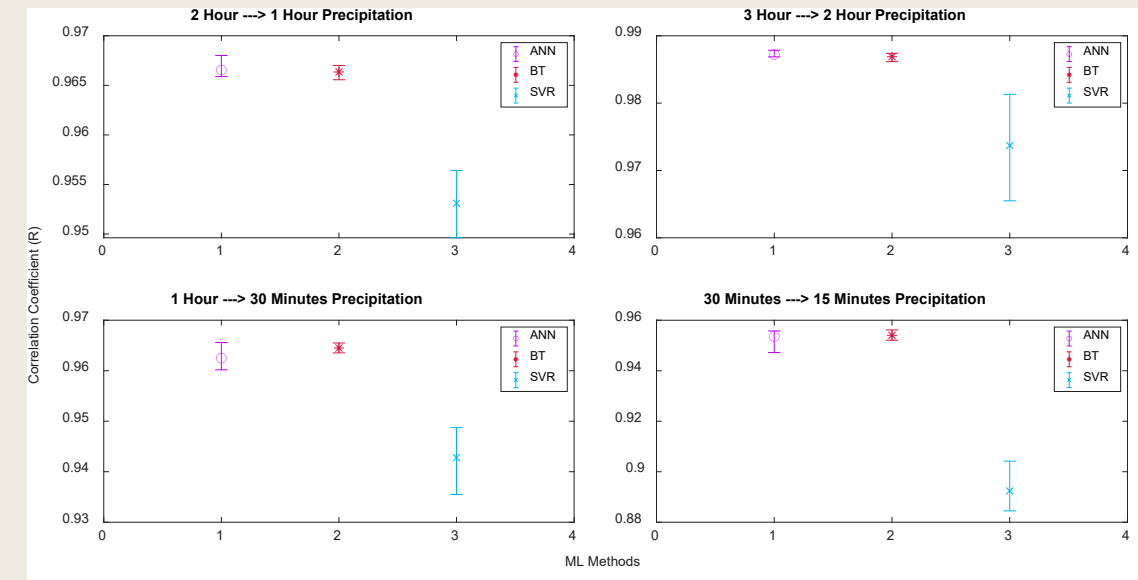 2 Hour ---> 1 Hour Precipitation
0.97
0.965
0.96
0.955
0.95
0
1
2
3
4
ANN
BT
SVR
3 Hour ---> 2 Hour Precipitation
0.99
0.98
0.97
0.96
0
1
2
3
4
ANN
BT
SVR
Correlation Coefficient (R)
1 Hour ---> 30 Minutes Precipitation
0.97
0.96
0.95
0.94
0.93
0
1
2
3
4
ANN
BT
SVR
30 Minutes ---> 15 Minutes Precipitation
0.96
0.94
0.92
0.9
0.88
0
1
2
3
4
ANN
BT
SVR
ML Methods